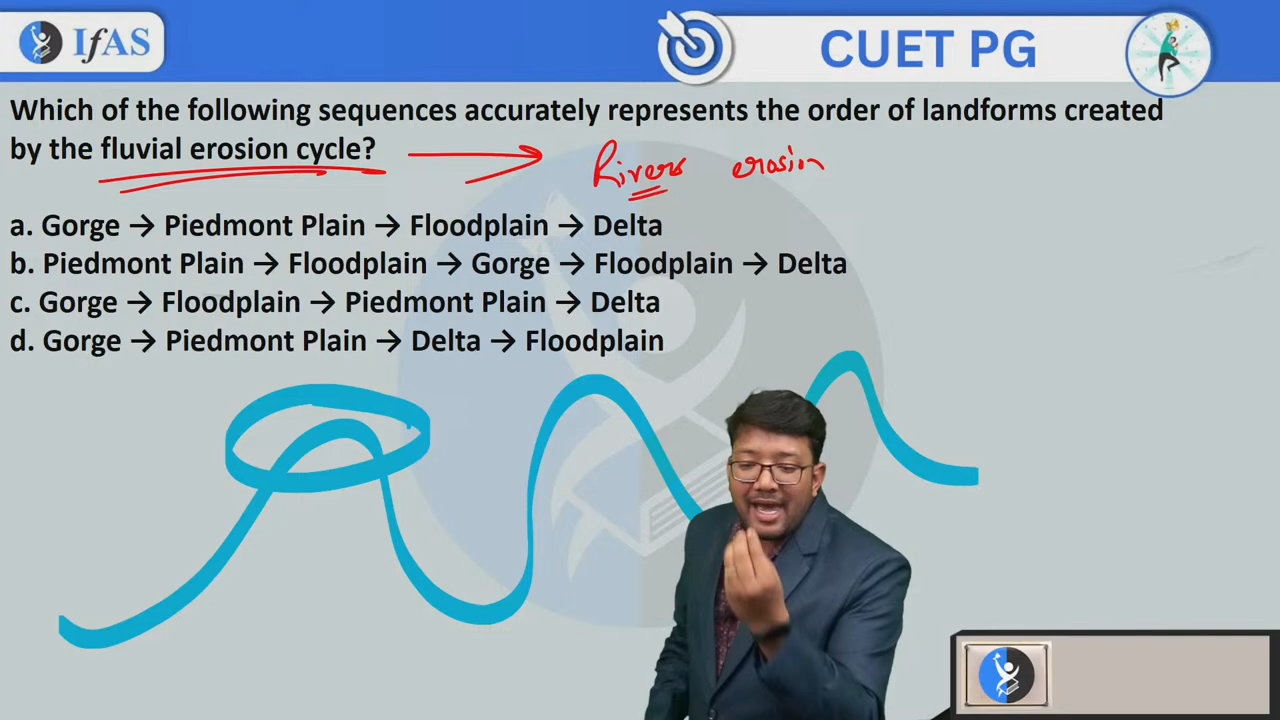 IfAS
CUET PG
Which of the following sequences accurately represents the order of landforms created
by the fluvial erosion cycle?
Rivers erosion
a. Gorge → Piedmont Plain → Floodplain → Delta
b. Piedmont Plain → Floodplain → Gorge → Floodplain → Delta
c. Gorge → Floodplain → Piedmont Plain → Delta
d. Gorge → Piedmont Plain → Delta → Floodplain